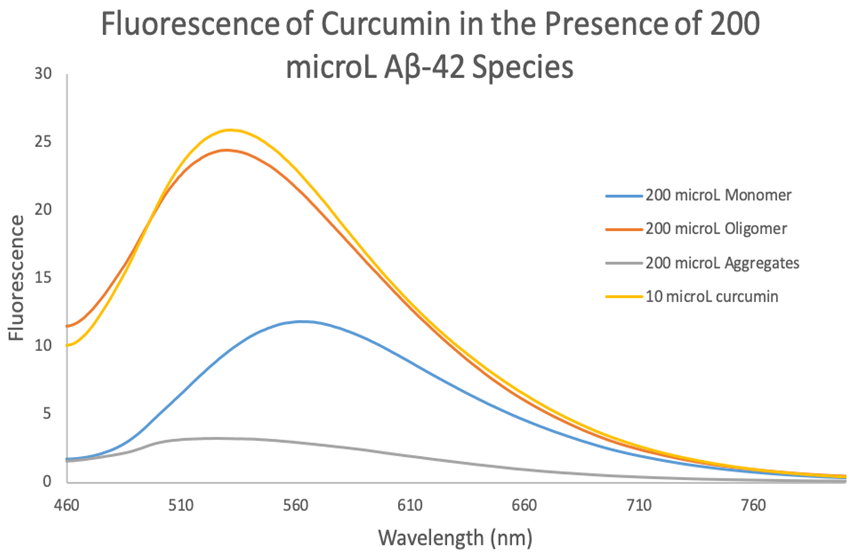 Fluorescence of Curcumin in the Presence of 200
microL Aβ-42 Species
30
25
20
15
10
5
0
Fluorescence
200 microL Monomer
200 microL Oligomer
200 microL Aggregates
10 microL curcumin
460 510 560 610 660 710 760
Wavelength (nm)